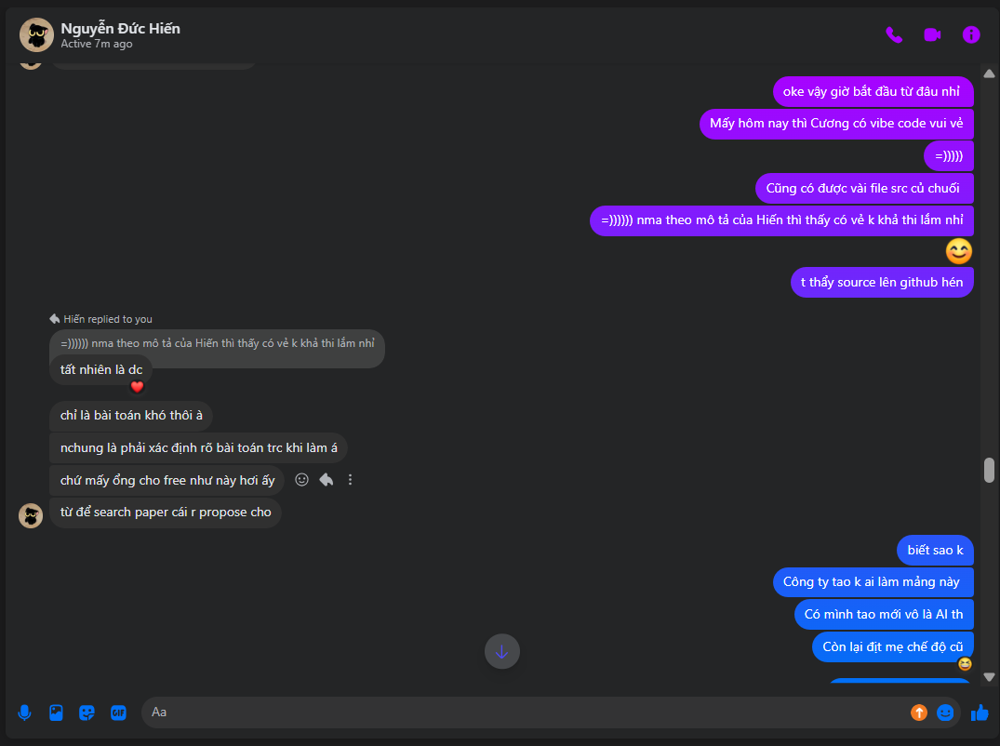 Nguyễn Đức Hiến
Active 7m ago
oke vậy giờ bắt đầu từ đâu nhỉ
Mấy hôm nay thì Cương có vibe code vui vẻ
=)))))
Cũng có được vài file src củ chuối
=)))))) nma theo mô tả của Hiến thì thấy có vẻ k khả thi lắm nhỉ
t thẩy source lên github hén
Hiến replied to you
=)))))) nma theo mô tả của Hiến thì thấy có vẻ k khả thi lắm nhỉ
tất nhiên là dc
chỉ là bài toán khó thôi à
nchung là phải xác định rõ bài toán trc khi làm á
chứ mấy ổng cho free như này hơi ấy
từ để search paper cái r propose cho
biết sao k
Công ty tao k ai làm mảng này
Có mình tao mới vô là AI th
Còn lại địt mẹ chế độ cũ
GIF
Aa